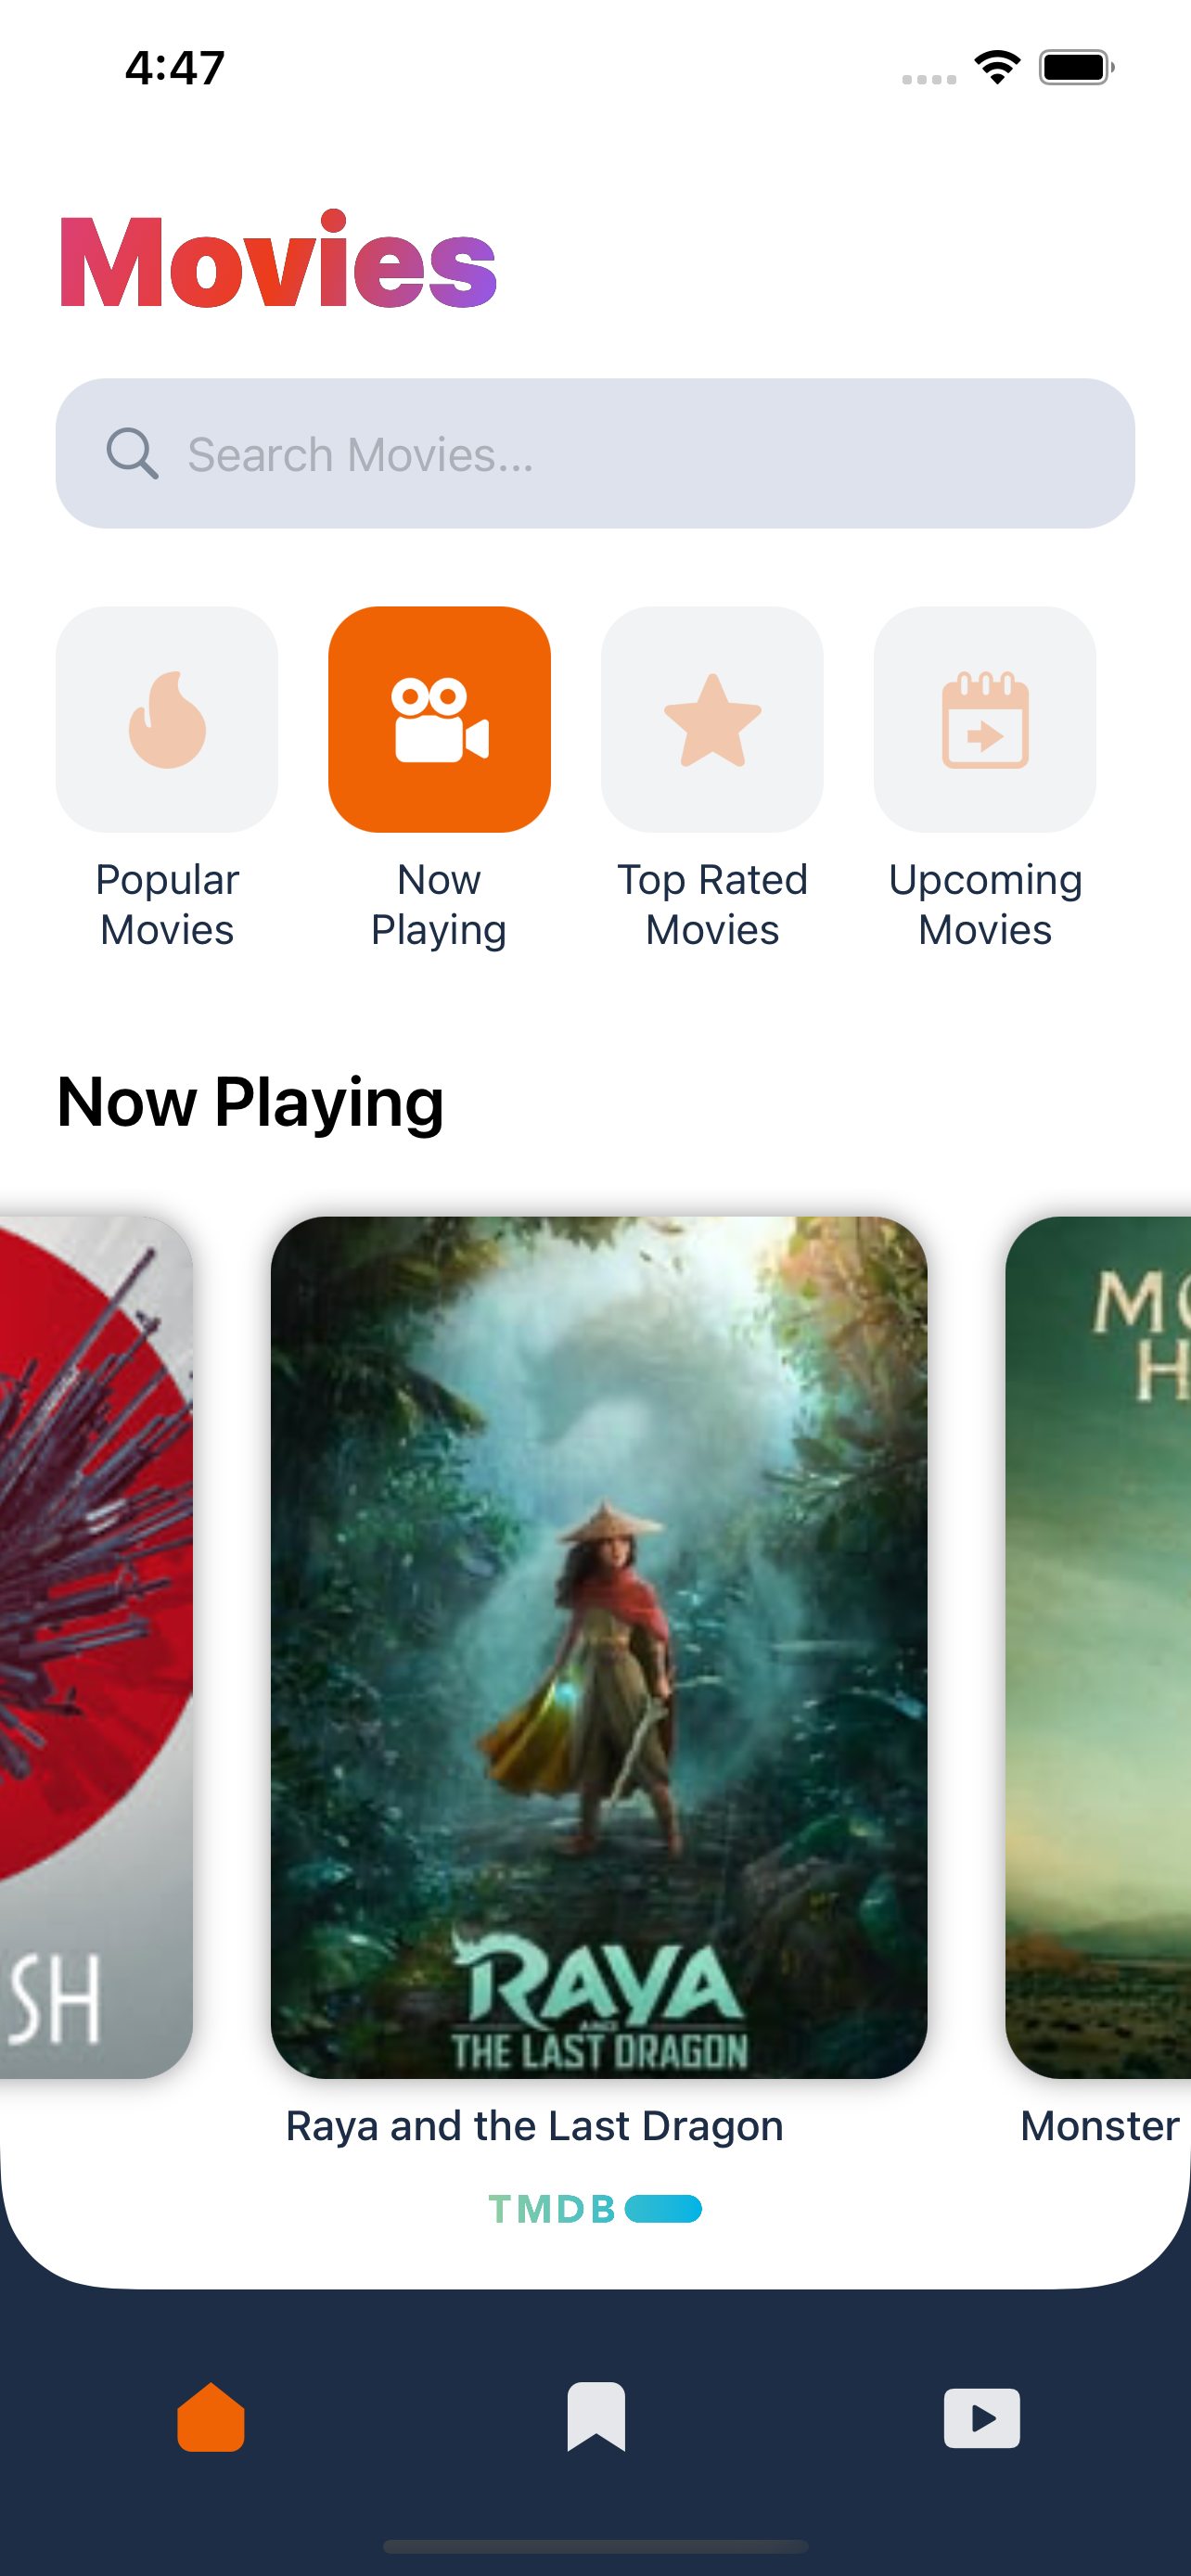 4:47
Movies
Search Movies...
Popular
Movies
Now
Playing
Top Rated
Movies
Upcoming
Movies
Now Playing
MO
H
SH
RAYA
AND
THE LAST DRAGON
Raya and the Last Dragon
Monster
TMDB